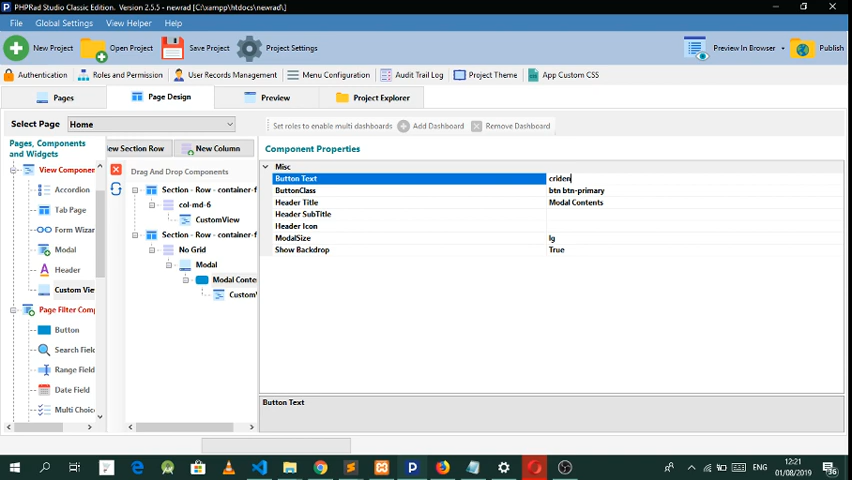 PHPRad Studio Classic Edition. Version 2.5.5 - newrad [C:\xampp\htdocs\newrad\.]
File Global Settings View Helper Help
New Project Open Project Save Project Project Settings Preview In Browser Publish
Authentication Roles and Permission User Records Management Menu Configuration Audit Trail Log Project Theme App Custom CSS
Pages Page Design Preview Project Explorer
Select Page Home Set roles to enable multi dashboards Add Dashboard Remove Dashboard
Pages, Components and Widgets
View Componen
Accordion
Tab Page
Form Wizar
Modal
Header
Custom Vie
Page Filter Comp
Button
Search Field
Range Field
Date Field
Multi Choic
iew Section Row New Column
Drag And Drop Components
Section - Row - container-f
col-md-6
CustomView
Section - Row - container-f
No Grid
Modal
Modal Conte
CustomV
Component Properties
Misc
Button Text criden
ButtonClass btn btn-primary
Header Title Modal Contents
Header SubTitle
Header Icon
ModalSize lg
Show Backdrop True
Button Text
ENG 12:21
01/08/2019
36